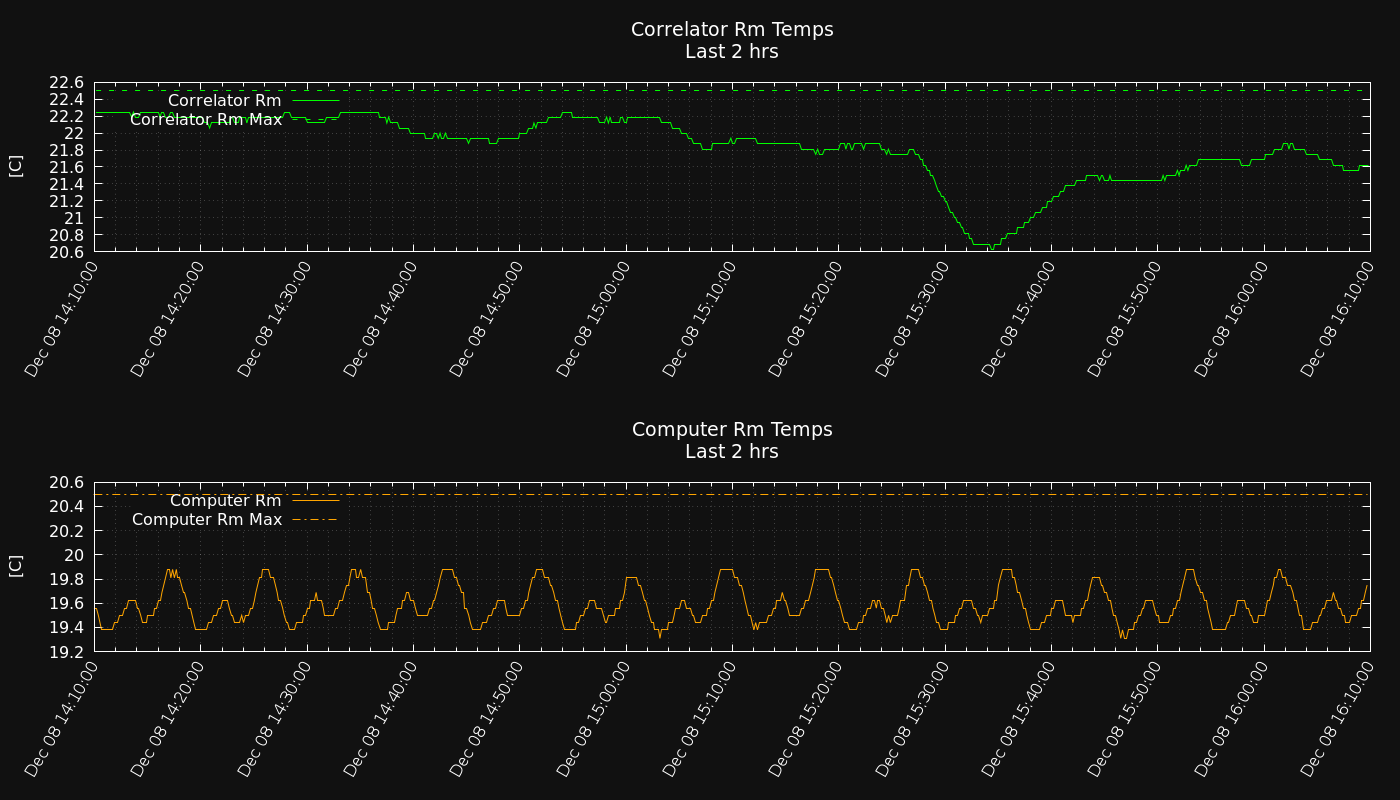 Correlator Rm Temps
Last 2 hrs
[C]
22.6
22.4
22.2
22
21.8
21.6
21.4
21.2
21
20.8
20.6
Correlator Rm
Correlator Rm Max
Dec 08 14:10:00
Dec 08 14:20:00
Dec 08 14:30:00
Dec 08 14:40:00
Dec 08 14:50:00
Dec 08 15:00:00
Dec 08 15:10:00
Dec 08 15:20:00
Dec 08 15:30:00
Dec 08 15:40:00
Dec 08 15:50:00
Dec 08 16:00:00
Dec 08 16:10:00
Computer Rm Temps
Last 2 hrs
[C]
20.6
20.4
20.2
20
19.8
19.6
19.4
19.2
Computer Rm
Computer Rm Max
Dec 08 14:10:00
Dec 08 14:20:00
Dec 08 14:30:00
Dec 08 14:40:00
Dec 08 14:50:00
Dec 08 15:00:00
Dec 08 15:10:00
Dec 08 15:20:00
Dec 08 15:30:00
Dec 08 15:40:00
Dec 08 15:50:00
Dec 08 16:00:00
Dec 08 16:10:00